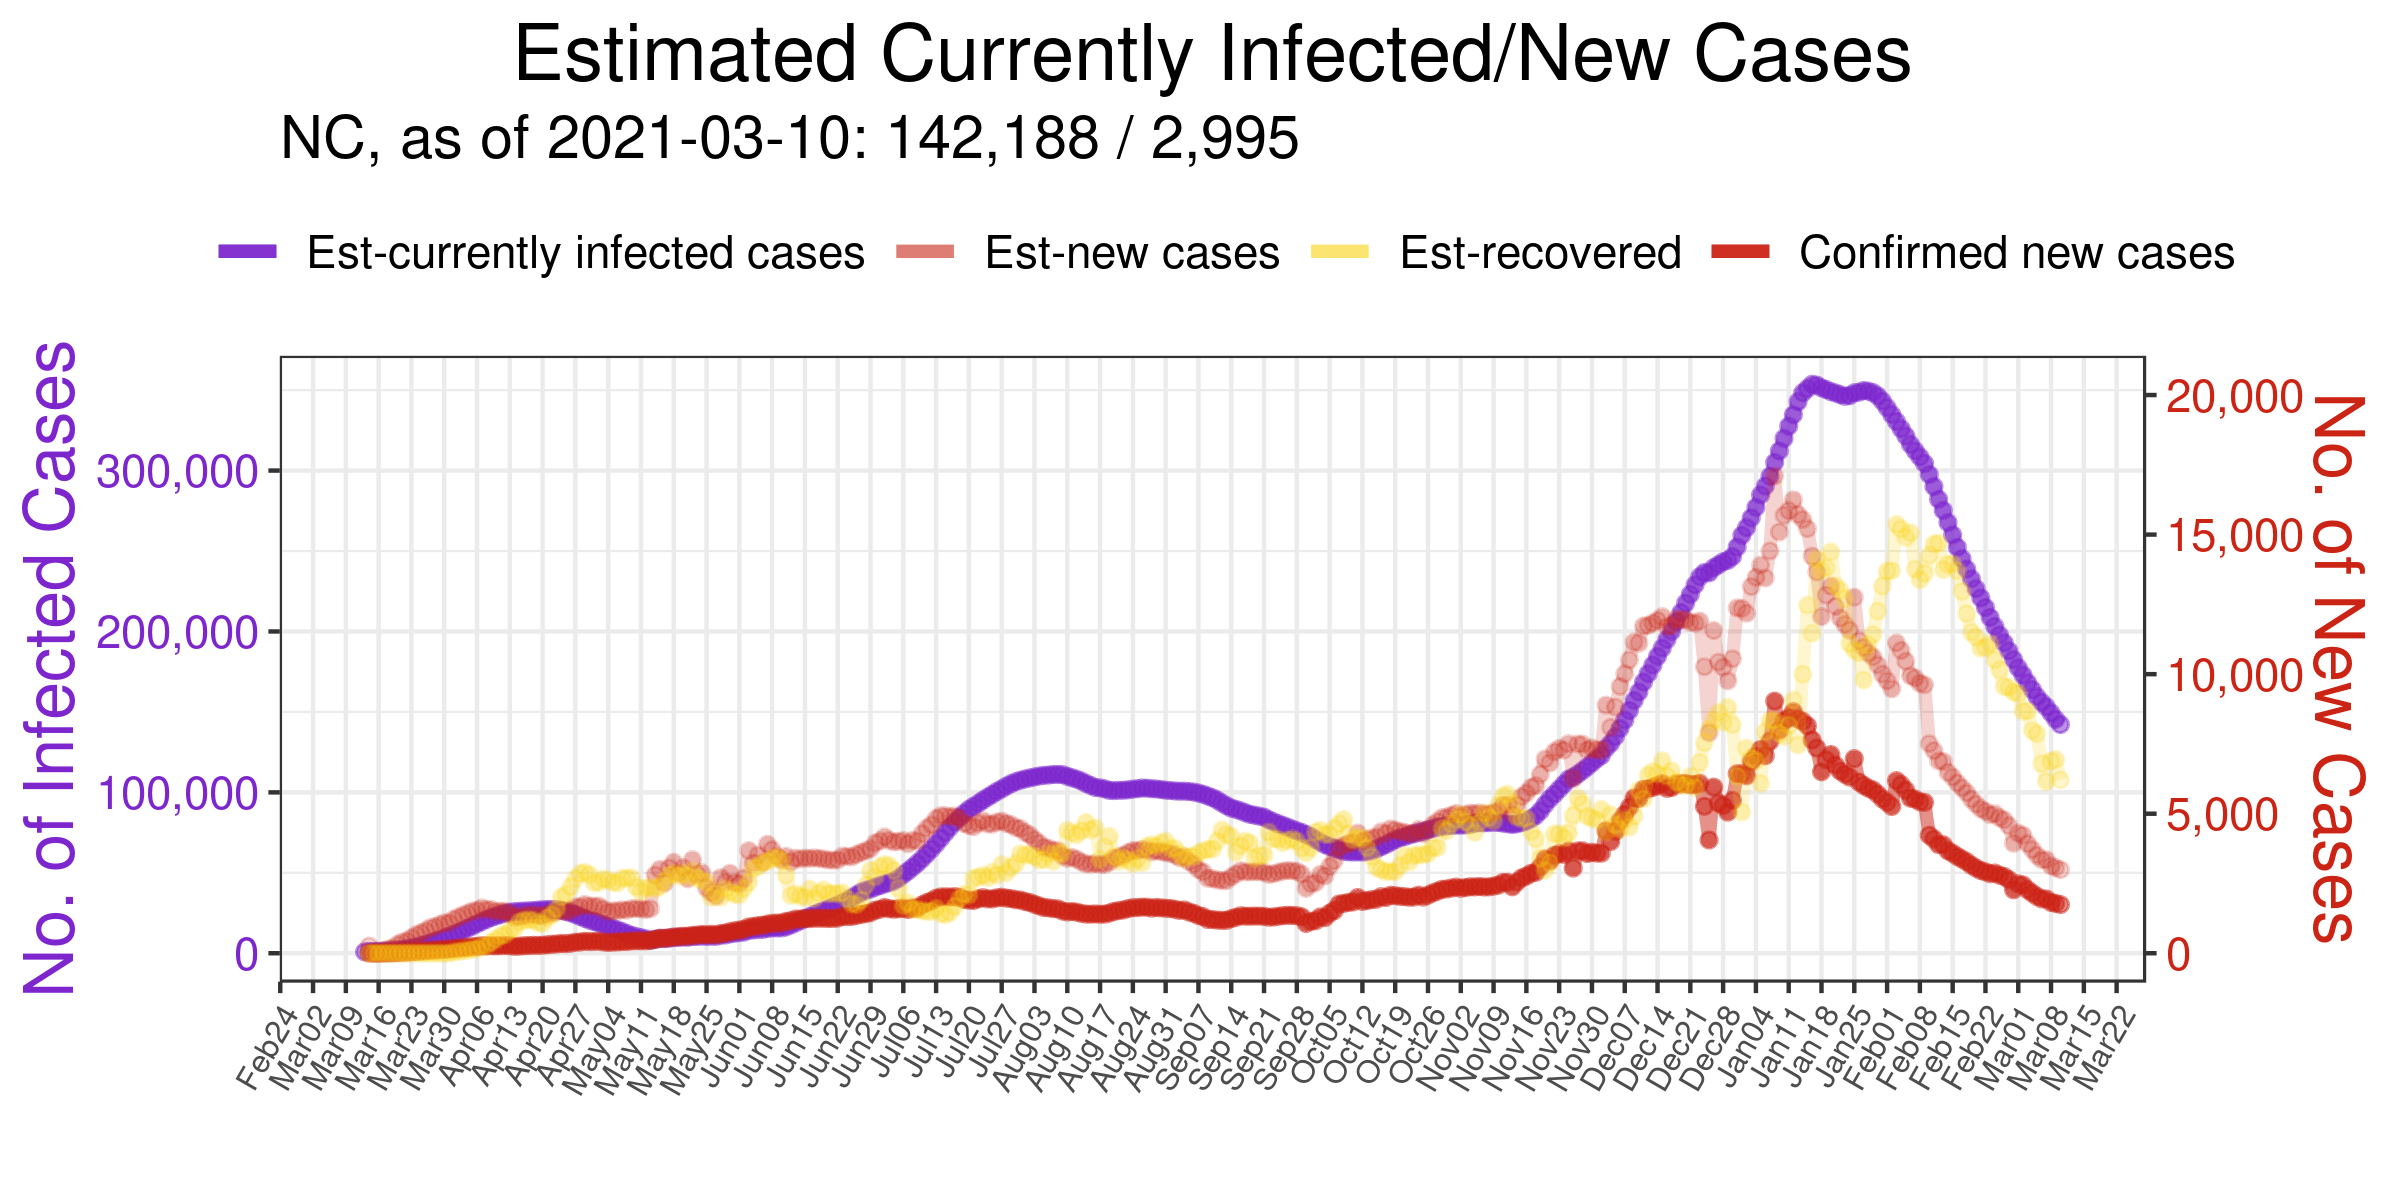 Estimated Currently Infected/New Cases
NC, as of 2021-03-10: 142,188 / 2,995
Est-currently infected cases Est-new cases Est-recovered Confirmed new cases
No. of Infected Cases
300,000
200,000
100,000
0
20,000
15,000
10,000
5,000
0
No. of New Cases
Feb24 Mar02 Mar09 Mar16 Mar23 Mar30 Apr06 Apr13 Apr20 Apr27 May04 May11 May18 May25 Jun01 Jun08 Jun15 Jun22 Jun29 Jul06 Jul13 Jul20 Jul27 Aug03 Aug10 Aug17 Aug24 Aug31 Sep07 Sep14 Sep21 Sep28 Oct05 Oct12 Oct19 Oct26 Nov02 Nov09 Nov16 Nov23 Nov30 Dec07 Dec14 Dec21 Dec28 Jan04 Jan11 Jan18 Jan25 Feb01 Feb08 Feb15 Feb22 Mar01 Mar08 Mar15 Mar22